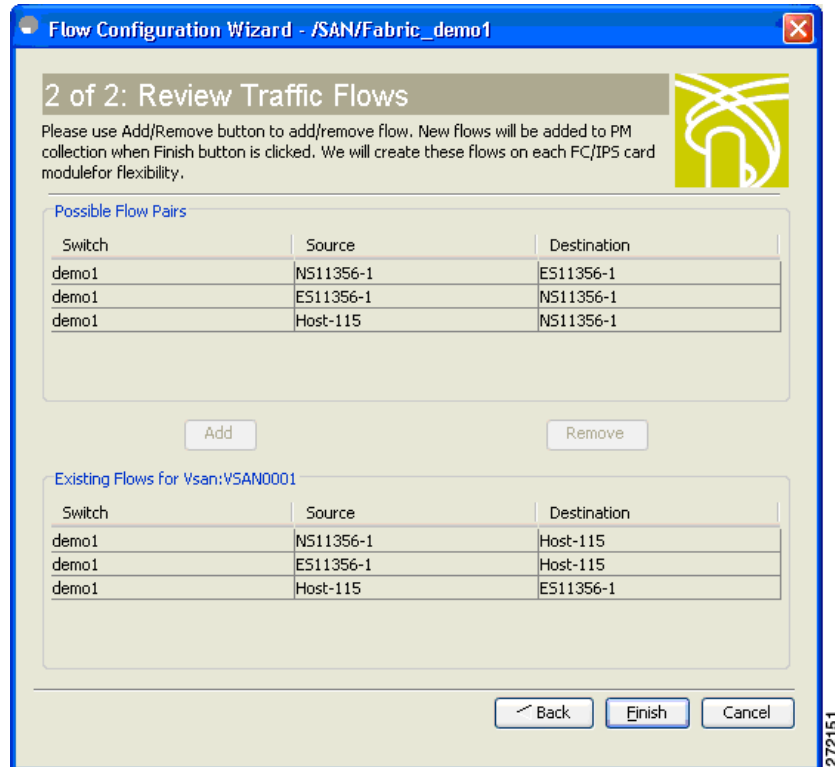 Flow Configuration Wizard - /SAN/Fabric_demo1
2 of 2: Review Traffic Flows
Please use Add/Remove button to add/remove flow. New flows will be added to PM
collection when Finish button is clicked. We will create these flows on each FC/IPS card
modulefor flexibility.
Possible Flow Pairs
Switch Source Destination
demo1 NS11356-1 ES11356-1
demo1 ES11356-1 NS11356-1
demo1 Host-115 NS11356-1
Add Remove
Existing Flows for Vsan:VSAN0001
Switch Source Destination
demo1 NS11356-1 Host-115
demo1 ES11356-1 Host-115
demo1 Host-115 ES11356-1
Back Finish Cancel
272151